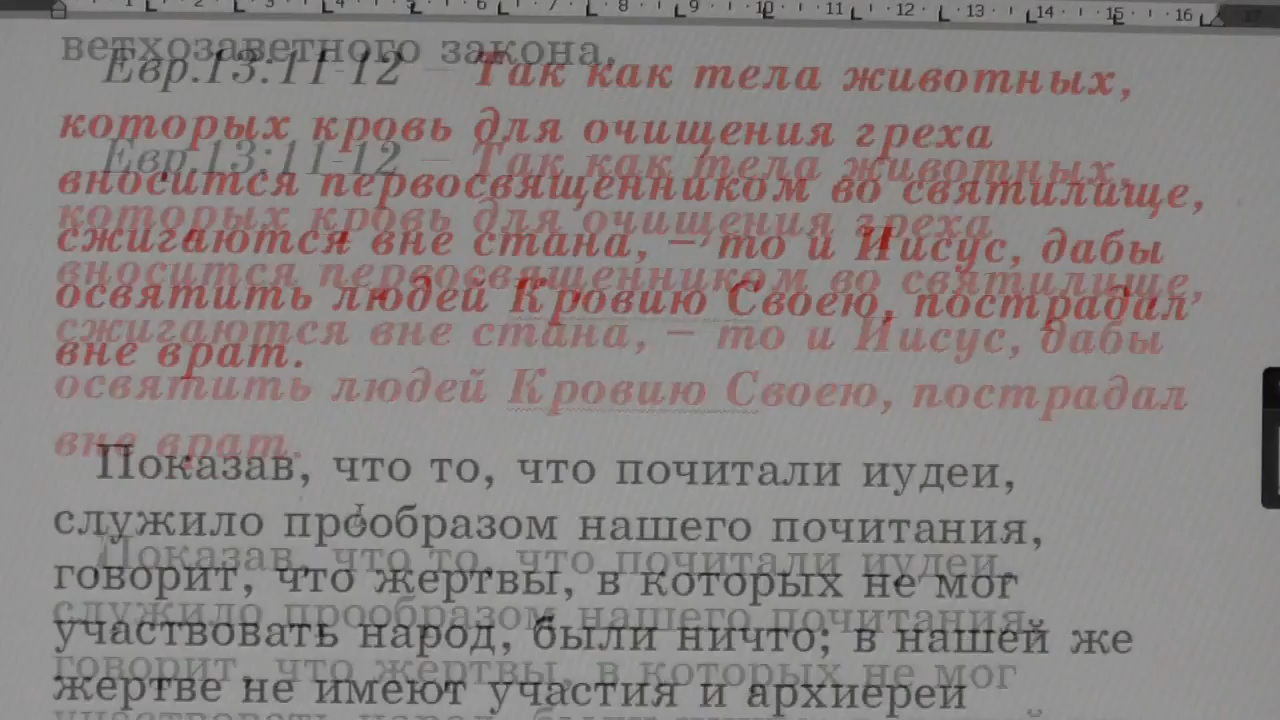 ветхозаветного закона.
Евр.13:11-12 – Так как тела животных,
которых кровь для очищения греха
вносится первосвященником во святилище,
сжигаются вне стана, – то и Иисус, дабы
освятить людей Кровию Своею, пострадал
вне врат.
Показав, что то, что почитали иудеи,
служило прообразом нашего почитания,
говорит, что жертвы, в которых не мог
участвовать народ, были ничто; в нашей же
жертве не имеют участия и архиереи